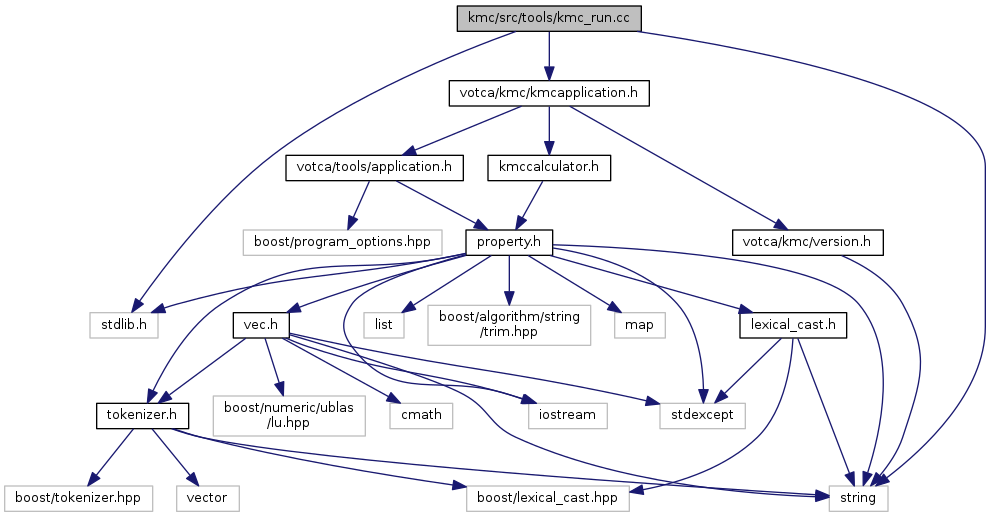 kmc/src/tools/kmc_run.cc
votca/kmc/kmcapplication.h
votca/tools/application.h
kmccalculator.h
boost/program_options.hpp
property.h
votca/kmc/version.h
stdlib.h
vec.h
list
boost/algorithm/string
/trim.hpp
map
lexical_cast.h
tokenizer.h
boost/numeric/ublas
/lu.hpp
cmath
iostream
stdexcept
boost/tokenizer.hpp
vector
boost/lexical_cast.hpp
string